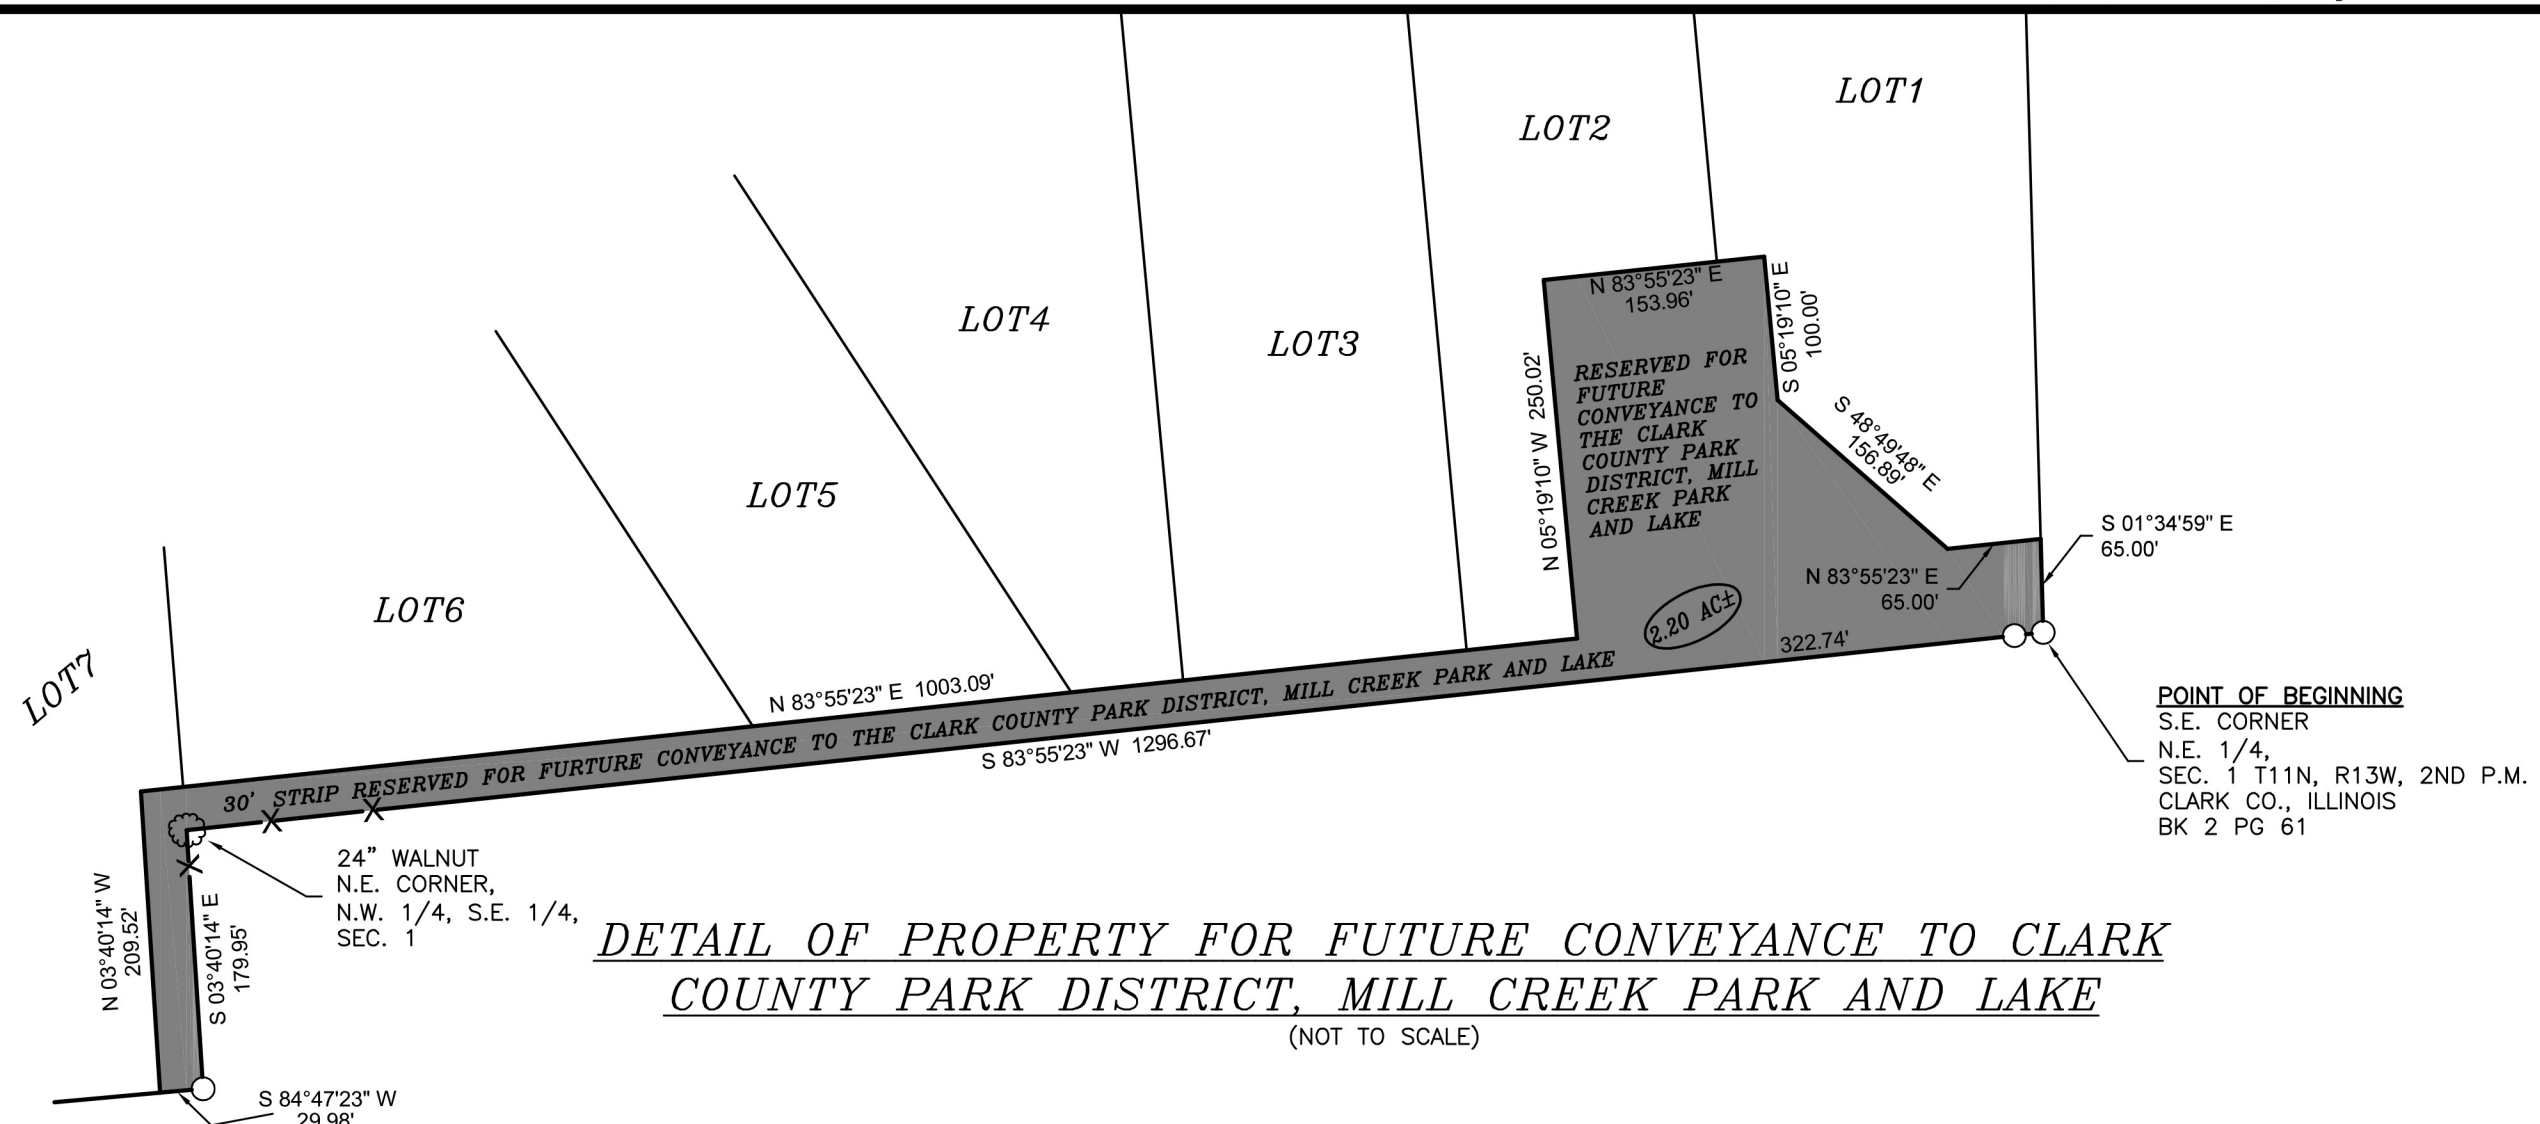 LOT1
LOT2
LOT4
LOT3
LOT5
LOT6
LOT7
N 83°55'23" E
153.96'
S 05°19'10" E
100.00'
N 05°19'10" W 250.02'
RESERVED FOR
FUTURE
CONVEYANCE TO
THE CLARK
COUNTY PARK
DISTRICT, MILL
CREEK PARK
AND LAKE
S 48°49'48" E
156.89'
S 01°34'59" E
65.00'
N 83°55'23" E
65.00'
2.20 AC±
322.74'
N 83°55'23" E 1003.09'
30' STRIP RESERVED FOR FURTURE CONVEYANCE TO THE CLARK COUNTY PARK DISTRICT, MILL CREEK PARK AND LAKE
S 83°55'23" W 1296.67'
POINT OF BEGINNING
S.E. CORNER
N.E. 1/4,
SEC. 1 T11N, R13W, 2ND P.M.
CLARK CO., ILLINOIS
BK 2 PG 61
24" WALNUT
N.E. CORNER,
N.W. 1/4, S.E. 1/4,
SEC. 1
N 03°40'14" W
209.52'
S 03°40'14" E
179.95'
DETAIL OF PROPERTY FOR FUTURE CONVEYANCE TO CLARK
COUNTY PARK DISTRICT, MILL CREEK PARK AND LAKE
(NOT TO SCALE)
S 84°47'23" W
29.98'